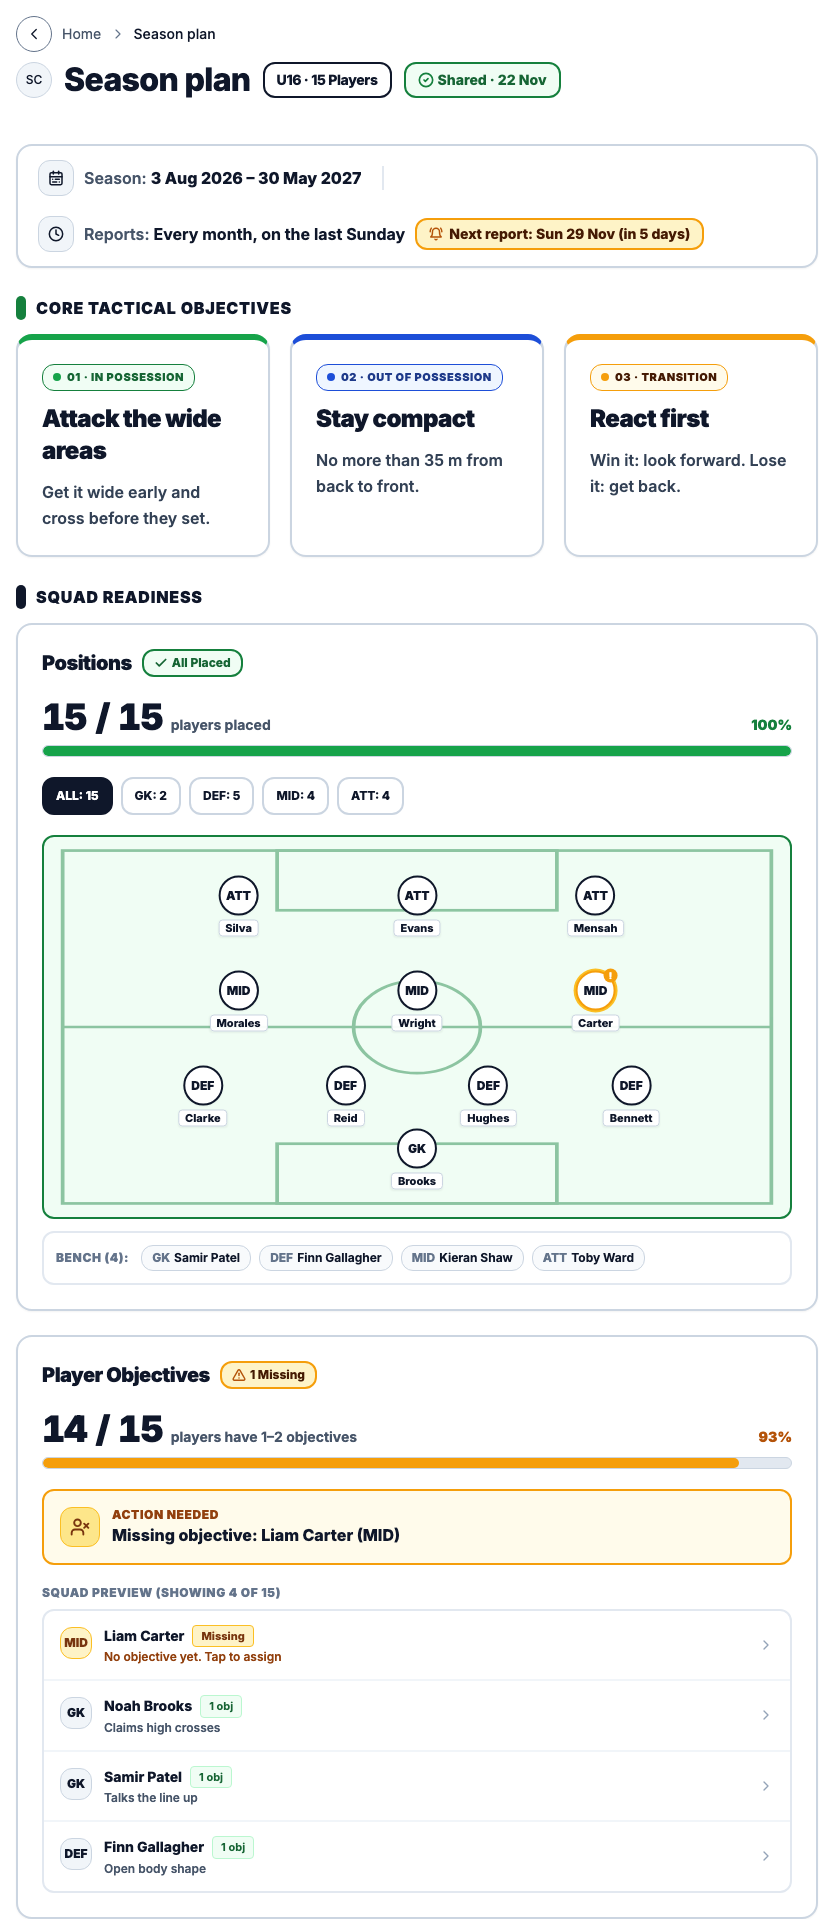 Home
Season plan
SC
Season plan
U16 · 15 Players
Shared · 22 Nov
Season: 3 Aug 2026 – 30 May 2027
Reports: Every month, on the last Sunday
Next report: Sun 29 Nov (in 5 days)
CORE TACTICAL OBJECTIVES
01 · IN POSSESSION
Attack the wide
areas
Get it wide early and
cross before they set.
02 · OUT OF POSSESSION
Stay compact
No more than 35 m from
back to front.
03 · TRANSITION
React first
Win it: look forward. Lose
it: get back.
SQUAD READINESS
Positions
All Placed
15 / 15 players placed
100%
ALL: 15
GK: 2
DEF: 5
MID: 4
ATT: 4
ATT
Silva
ATT
Evans
ATT
Mensah
MID
Morales
MID
Wright
MID
!
Carter
DEF
Clarke
DEF
Reid
DEF
Hughes
DEF
Bennett
GK
Brooks
BENCH (4):
GK Samir Patel
DEF Finn Gallagher
MID Kieran Shaw
ATT Toby Ward
Player Objectives
1 Missing
14 / 15 players have 1–2 objectives
93%
ACTION NEEDED
Missing objective: Liam Carter (MID)
SQUAD PREVIEW (SHOWING 4 OF 15)
MID
Liam Carter
Missing
No objective yet. Tap to assign
GK
Noah Brooks
1 obj
Claims high crosses
GK
Samir Patel
1 obj
Talks the line up
DEF
Finn Gallagher
1 obj
Open body shape